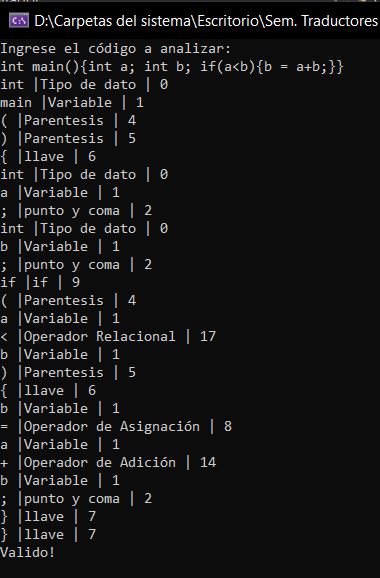 D:\Carpetas del sistema\Escritorio\Sem. Traductores
Ingrese el código a analizar:
int main(){int a; int b; if(a<b){b = a+b;}}
int |Tipo de dato | 0
main |Variable | 1
( |Parentesis | 4
) |Parentesis | 5
{ |llave | 6
int |Tipo de dato | 0
a |Variable | 1
; |punto y coma | 2
int |Tipo de dato | 0
b |Variable | 1
; |punto y coma | 2
if |if | 9
( |Parentesis | 4
a |Variable | 1
< |Operador Relacional | 17
b |Variable | 1
) |Parentesis | 5
{ |llave | 6
b |Variable | 1
= |Operador de Asignación | 8
a |Variable | 1
+ |Operador de Adición | 14
b |Variable | 1
; |punto y coma | 2
} |llave | 7
} |llave | 7
Valido!